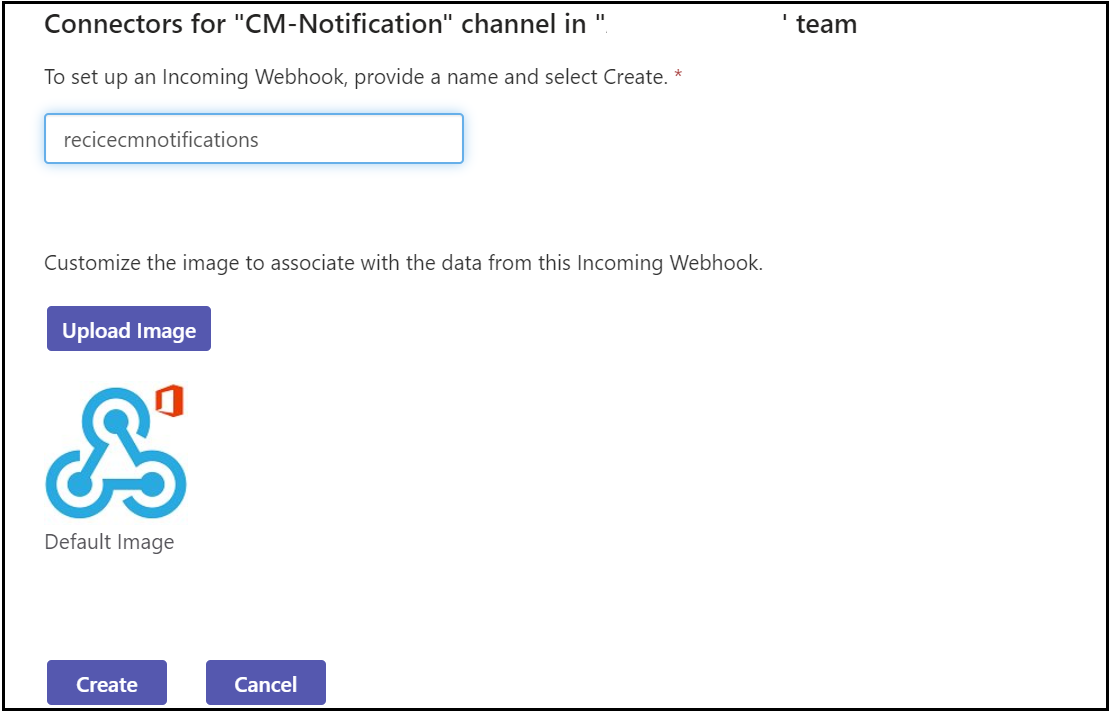 Connectors for "CM-Notification" channel in " ' team
To set up an Incoming Webhook, provide a name and select Create. *
recicecmnotifications
Customize the image to associate with the data from this Incoming Webhook.
Upload Image
Default Image
Create Cancel